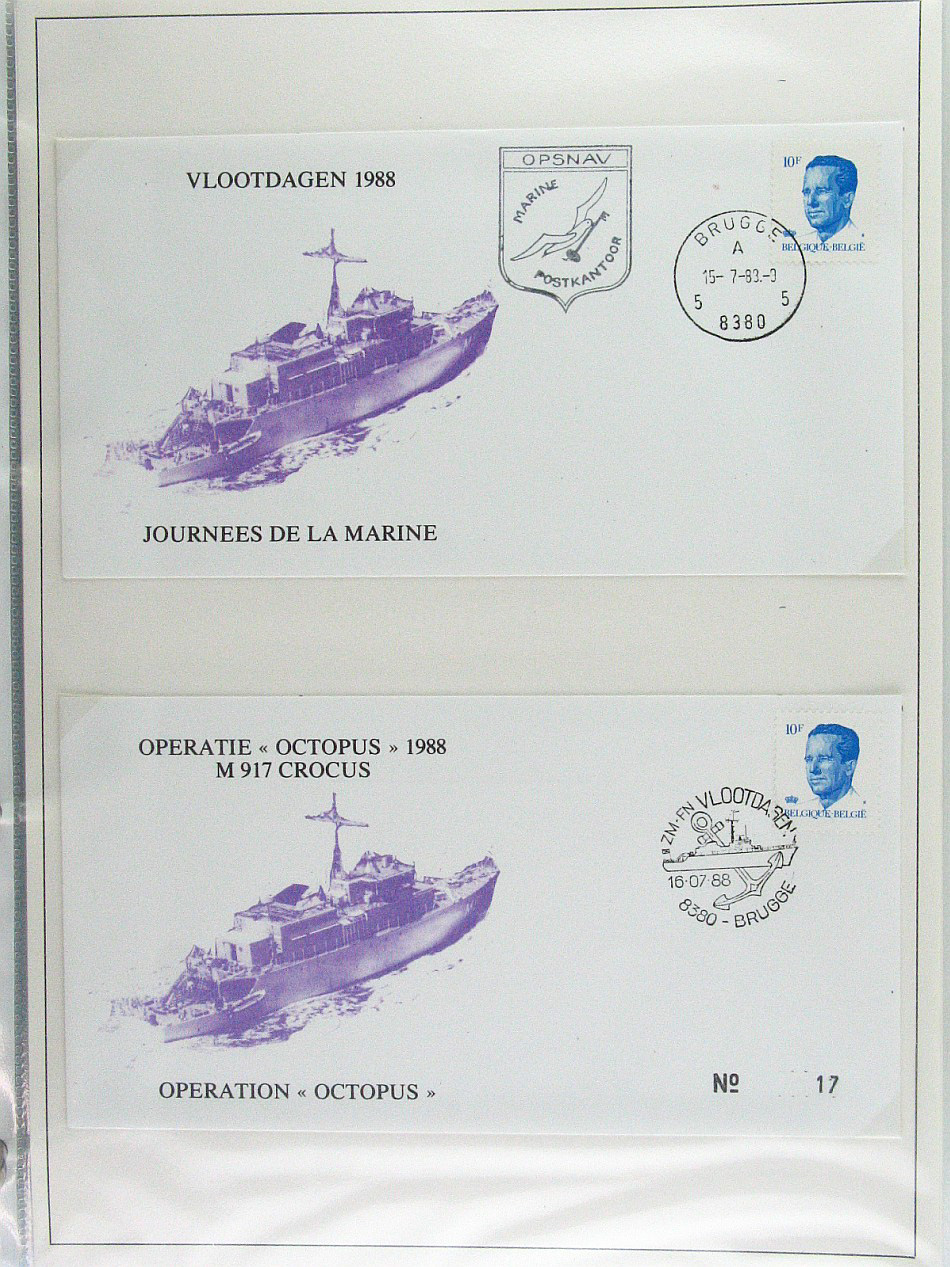 VLOOTDAGEN 1988
OPSNAV
MARINE
POSTKANTOOR
10F
BELGIQUE·BELGIË
BRUGGE
A
15- 7-88.-9
5 5
8380
JOURNEES DE LA MARINE
OPERATIE « OCTOPUS » 1988
M 917 CROCUS
10F
BELGIQUE·BELGIË
ZM·FN VLOOTDAGEN
16·07·88
8380 - BRUGGE
OPERATION « OCTOPUS »
Nº 17